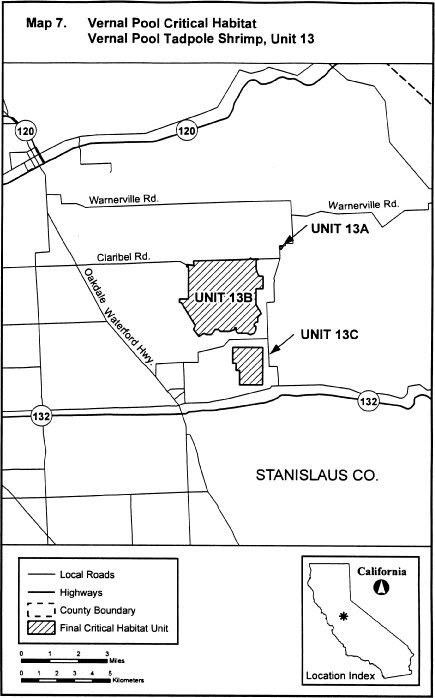 Map 7. Vernal Pool Critical Habitat
Vernal Pool Tadpole Shrimp, Unit 13
120
120
Warnerville Rd.
Warnerville Rd.
UNIT 13A
Claribel Rd.
UNIT 13B
Oakdale Waterford Hwy.
UNIT 13C
132
132
STANISLAUS CO.
Local Roads
Highways
County Boundary
Final Critical Habitat Unit
0 1 2 3
Miles
0 1 2 3 4 5
Kilometers
California
Location Index